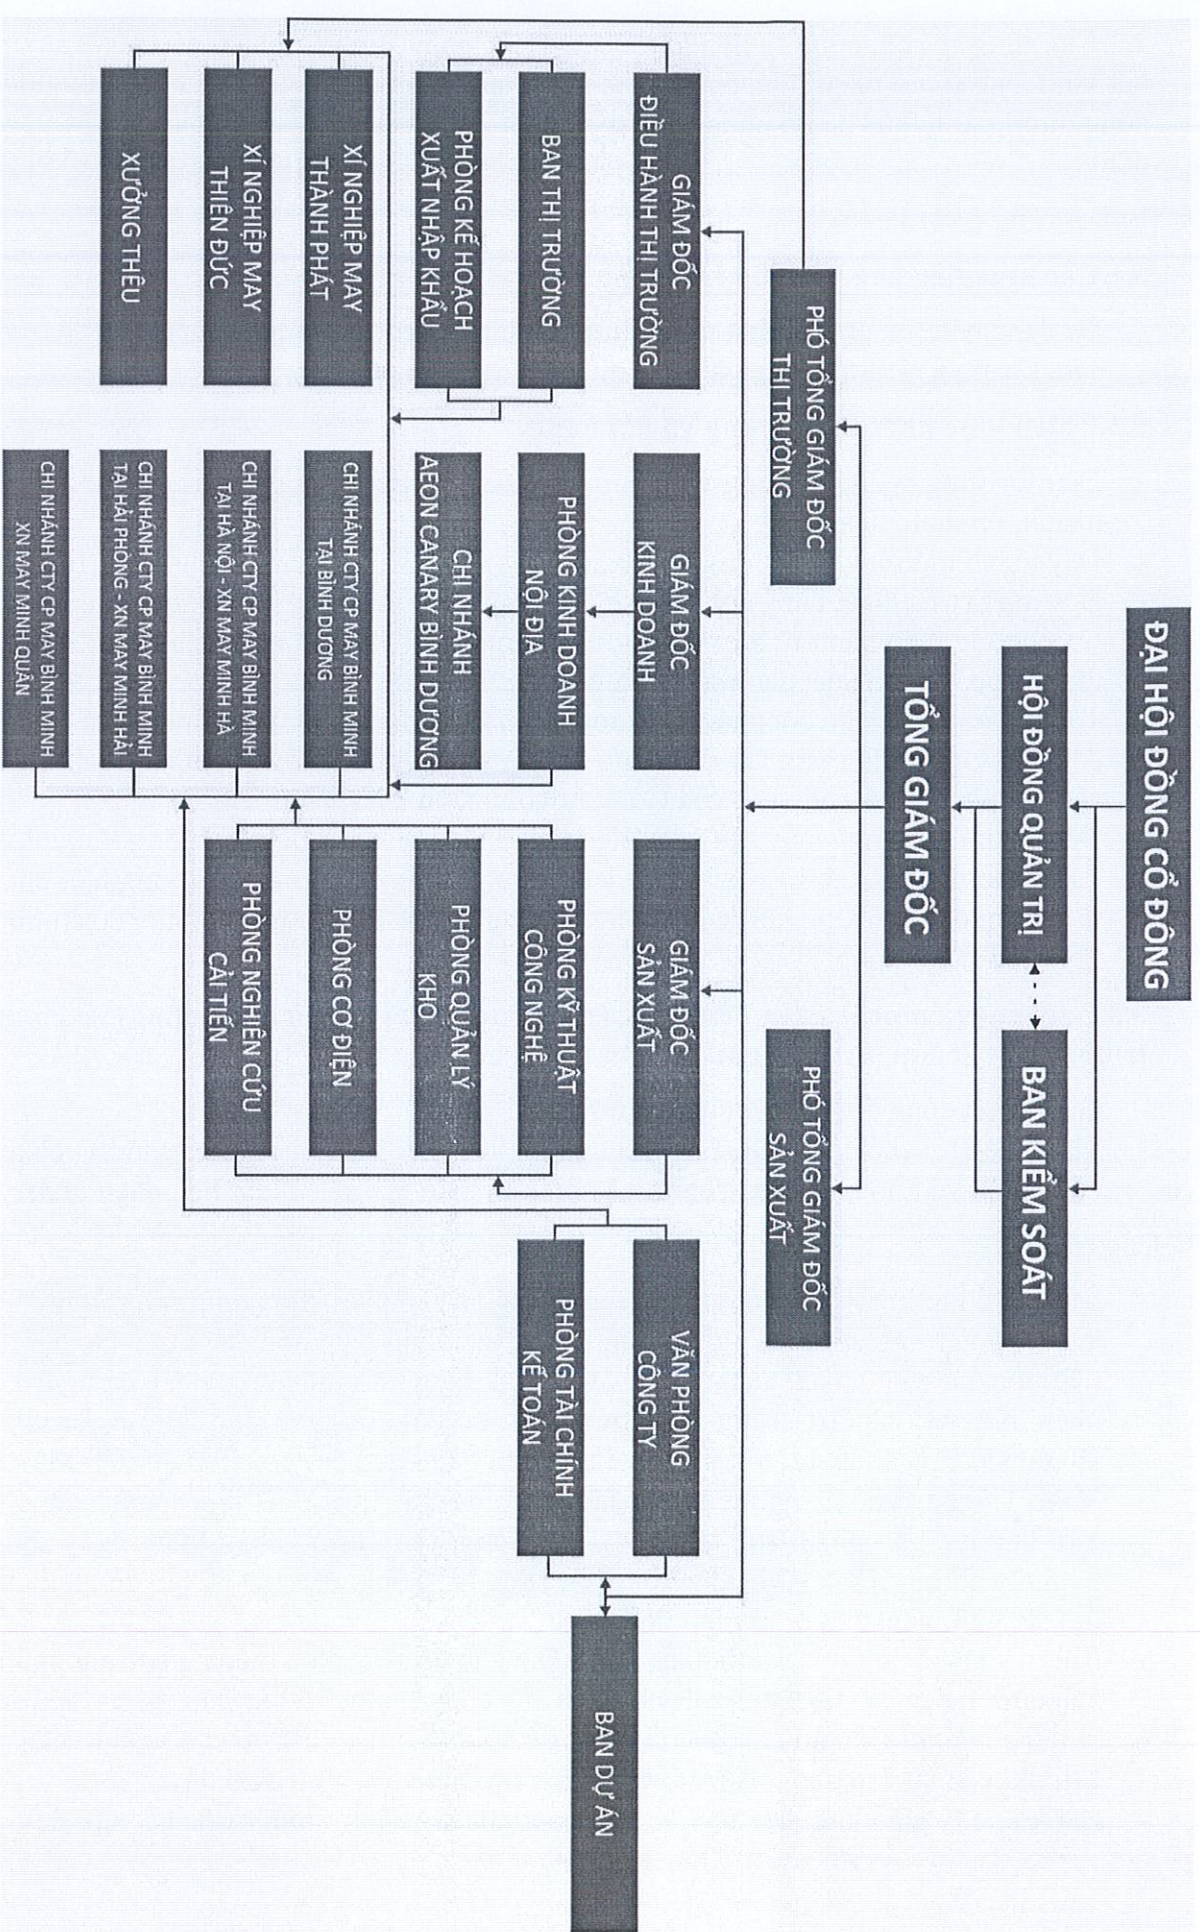 ĐẠI HỘI ĐỒNG CỔ ĐÔNG
HỘI ĐỒNG QUẢN TRỊ
BAN KIỂM SOÁT
TỔNG GIÁM ĐỐC
PHÓ TỔNG GIÁM ĐỐC
THỊ TRƯỜNG
PHÓ TỔNG GIÁM ĐỐC
SẢN XUẤT
GIÁM ĐỐC
ĐIỀU HÀNH THỊ TRƯỜNG
GIÁM ĐỐC
KINH DOANH
GIÁM ĐỐC
SẢN XUẤT
VĂN PHÒNG
CÔNG TY
BAN DỰ ÁN
BAN THỊ TRƯỜNG
PHÒNG KINH DOANH
NỘI ĐỊA
PHÒNG KỸ THUẬT
CÔNG NGHỆ
PHÒNG TÀI CHÍNH
KẾ TOÁN
PHÒNG KẾ HOẠCH
XUẤT NHẬP KHẨU
CHI NHÁNH
AEON CANARY BÌNH DƯƠNG
PHÒNG QUẢN LÝ
KHO
XÍ NGHIỆP MAY
THÀNH PHÁT
CHI NHÁNH CTY CP MAY BÌNH MINH
TẠI BÌNH DƯƠNG
PHÒNG CƠ ĐIỆN
XÍ NGHIỆP MAY
THIÊN ĐỨC
CHI NHÁNH CTY CP MAY BÌNH MINH
TẠI HÀ NỘI - XN MAY MINH HÀ
PHÒNG NGHIÊN CỨU
CẢI TIẾN
XƯỞNG THÊU
CHI NHÁNH CTY CP MAY BÌNH MINH
TẠI HẢI PHÒNG - XN MAY MINH HẢI
CHI NHÁNH CTY CP MAY BÌNH MINH
XN MAY MINH QUÂN